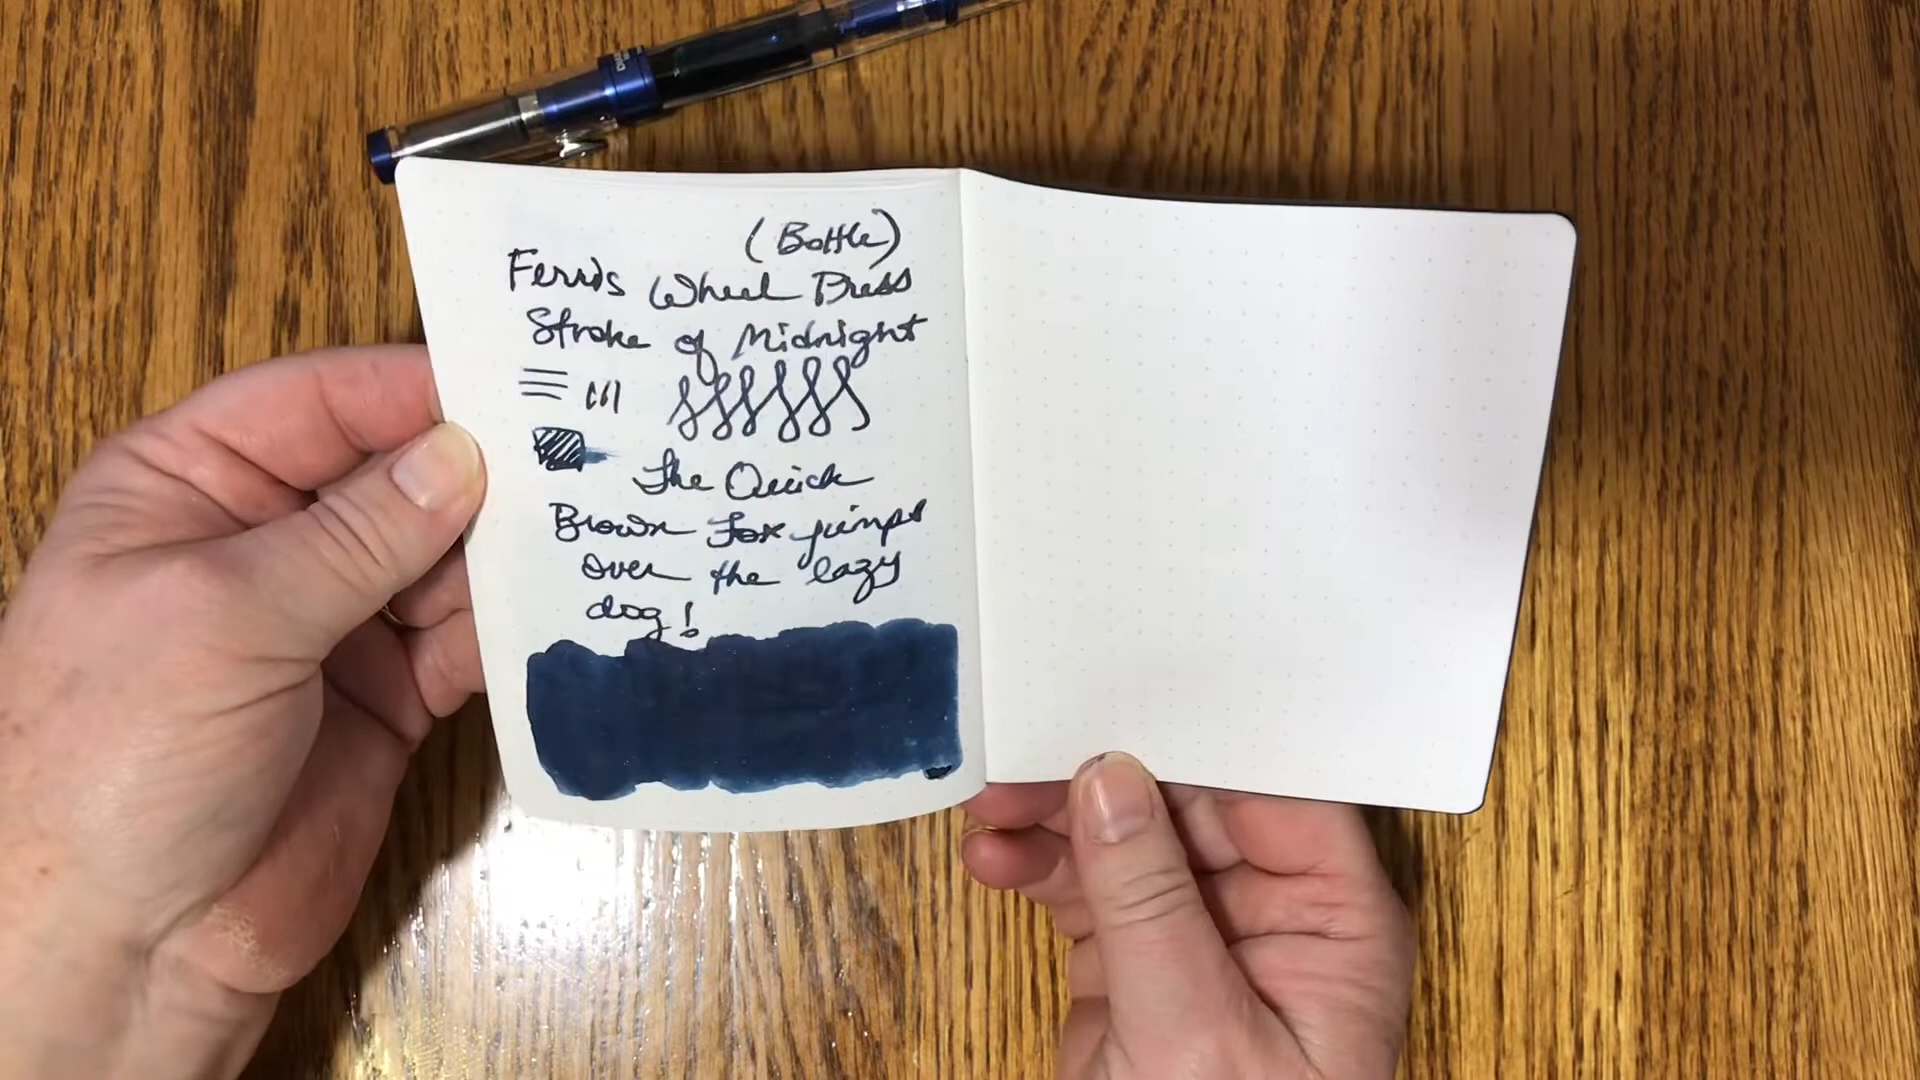 (Bottle)
Ferris Wheel Press
Stroke of Midnight
The Quick
Brown Fox jumps
over the lazy
dog!